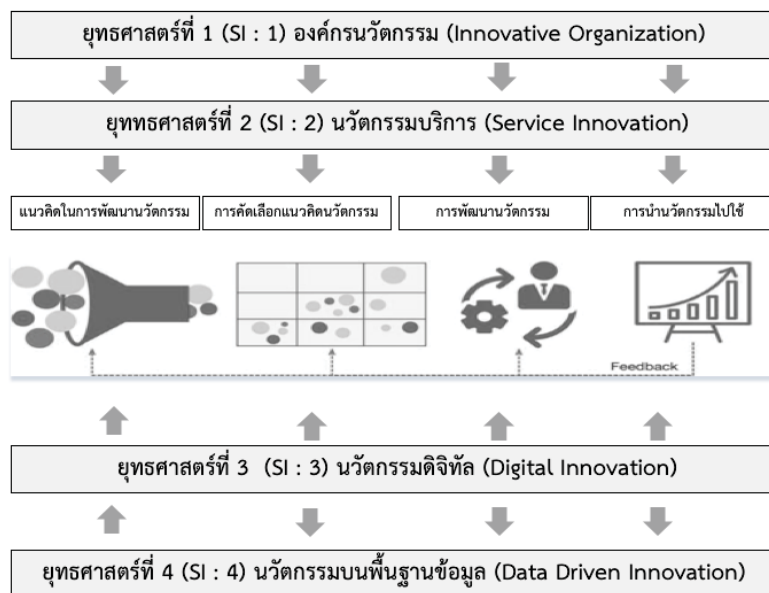 ยุทธศาสตร์ที่ 1 (SI : 1) องค์กรนวัตกรรม (Innovative Organization)
ยุททธศาสตร์ที่ 2 (SI : 2) นวัตกรรมบริการ (Service Innovation)
แนวคิดในการพัฒนานวัตกรรม
การคัดเลือกแนวคิดนวัตกรรม
การพัฒนานวัตกรรม
การนำนวัตกรรมไปใช้
Feedback
ยุทธศาสตร์ที่ 3 (SI : 3) นวัตกรรมดิจิทัล (Digital Innovation)
ยุทธศาสตร์ที่ 4 (SI : 4) นวัตกรรมบนพื้นฐานข้อมูล (Data Driven Innovation)